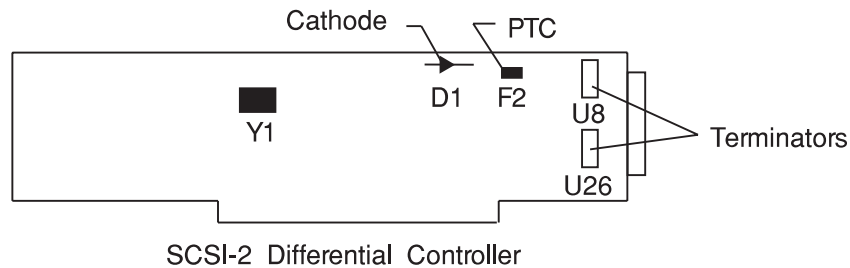 Cathode
PTC
D1
F2
U8
Y1
Terminators
U26
SCSI-2 Differential Controller